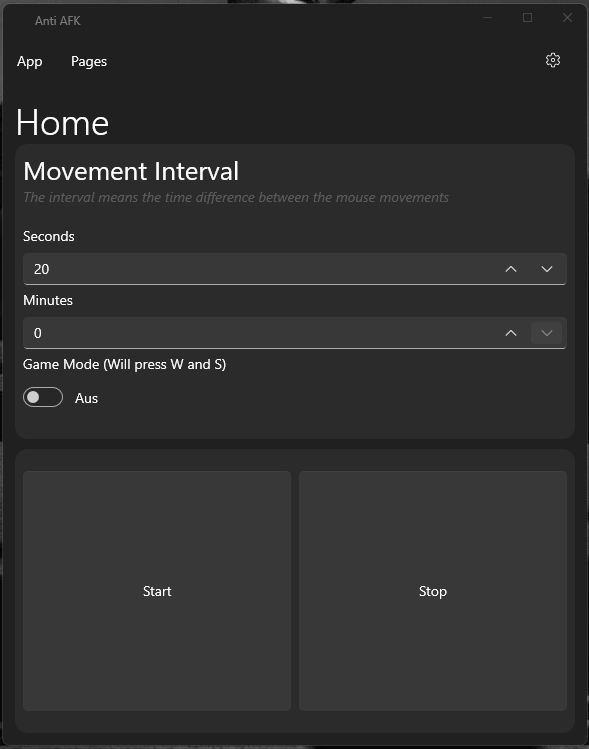 Anti AFK
App Pages
Home
Movement Interval
The interval means the time difference between the mouse movements
Seconds
20
Minutes
0
Game Mode (Will press W and S)
Aus
Start Stop